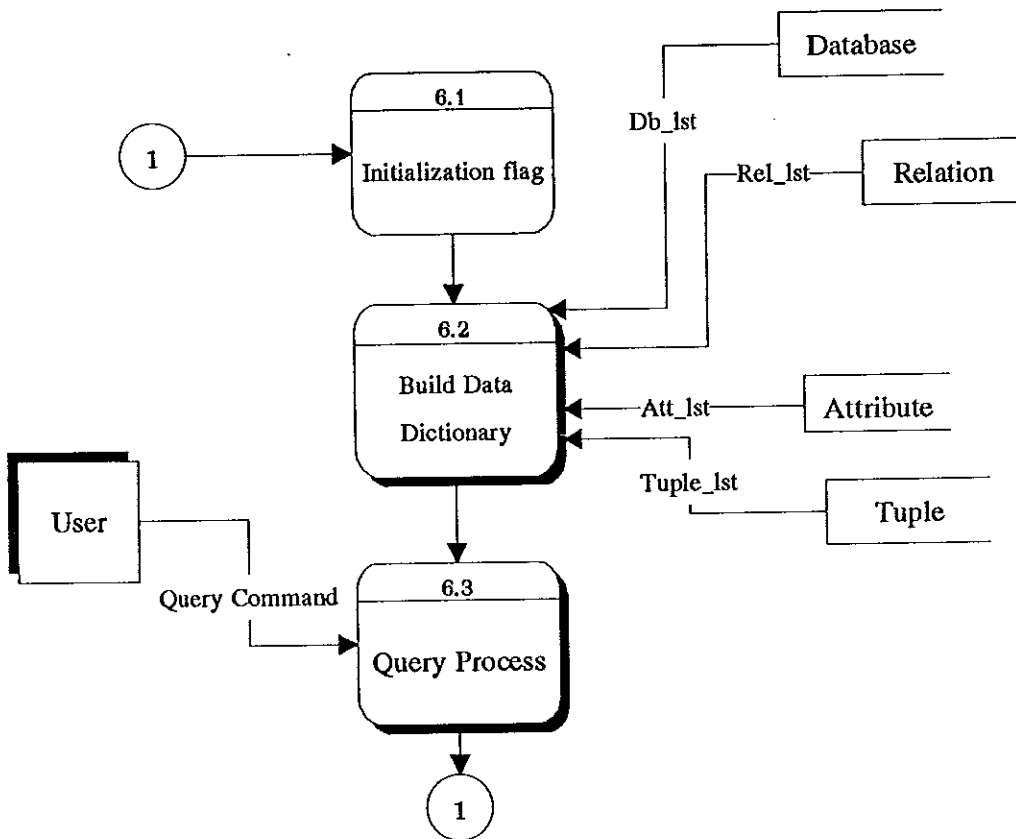 Database
6.1
Db_lst
1
Initialization flag
Rel_lst
Relation
6.2
Build Data
Dictionary
Att_lst
Attribute
Tuple_lst
Tuple
User
6.3
Query Command
Query Process
1